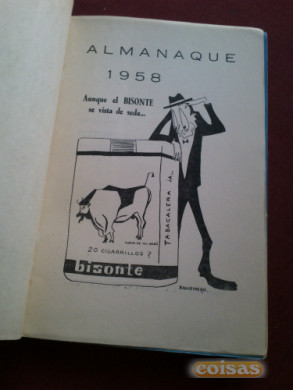 ALMANAQUE
1958
Aunque el BISONTE
se vista de seda...
TABACALERA
20 CIGARRILLOS ?
bisonte
coisas